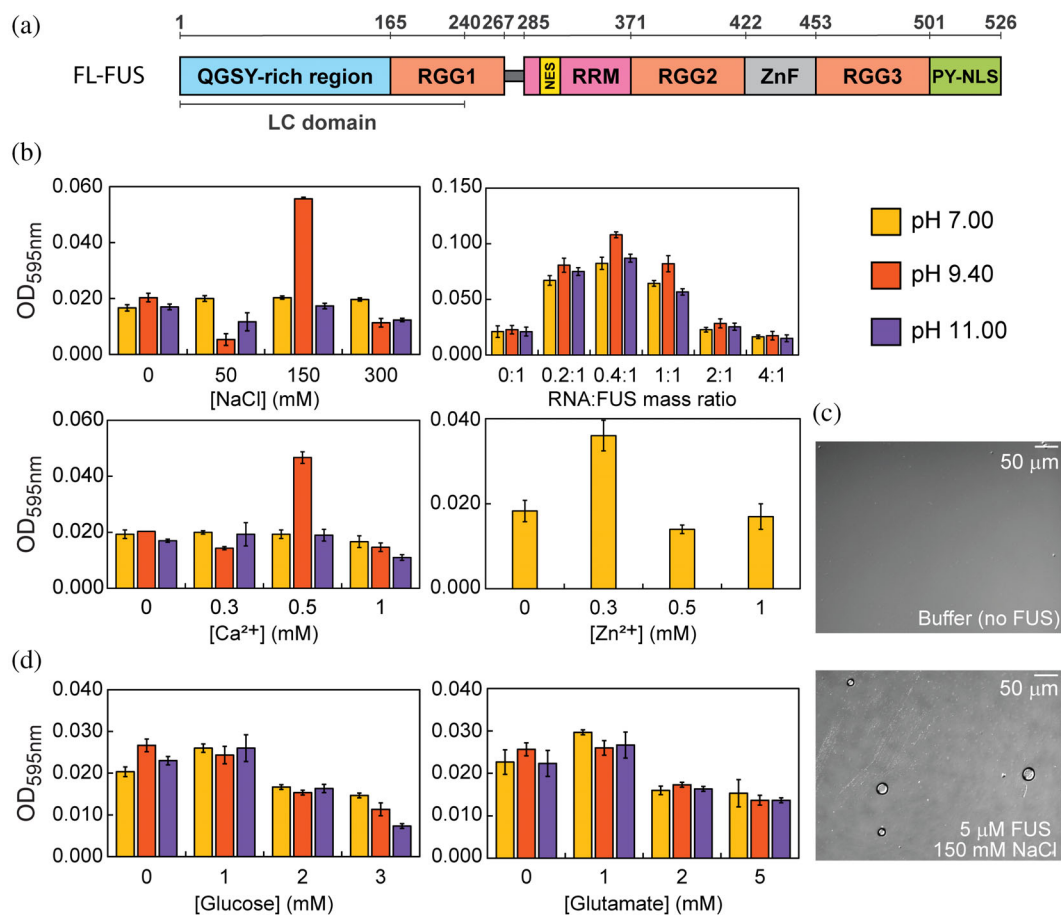 (a)
1 165 240 267 285 371 422 453 501 526
FL-FUS
QGSY-rich region RGG1 NES RRM RGG2 ZnF RGG3 PY-NLS
LC domain
(b)
OD595nm
0.060
0.040
0.020
0.000
0 50 150 300
[NaCl] (mM)
0.150
0.100
0.050
0.000
0:1 0.2:1 0.4:1 1:1 2:1 4:1
RNA:FUS mass ratio
pH 7.00
pH 9.40
pH 11.00
OD595nm
0.060
0.040
0.020
0.000
0 0.3 0.5 1
[Ca²⁺] (mM)
0.040
0.020
0.000
0 0.3 0.5 1
[Zn²⁺] (mM)
(c)
50 μm
Buffer (no FUS)
50 μm
5 μM FUS
150 mM NaCl
(d)
OD595nm
0.040
0.030
0.020
0.010
0.000
0 1 2 3
[Glucose] (mM)
0.040
0.030
0.020
0.010
0.000
0 1 2 5
[Glutamate] (mM)